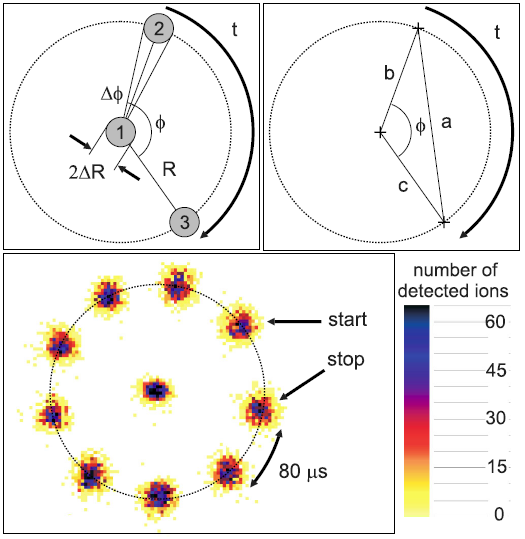 2
t
Δϕ
1
ϕ
2ΔR
R
3
t
b
ϕ
a
c
number of
detected ions
start
stop
80 μs
60
45
30
15
0